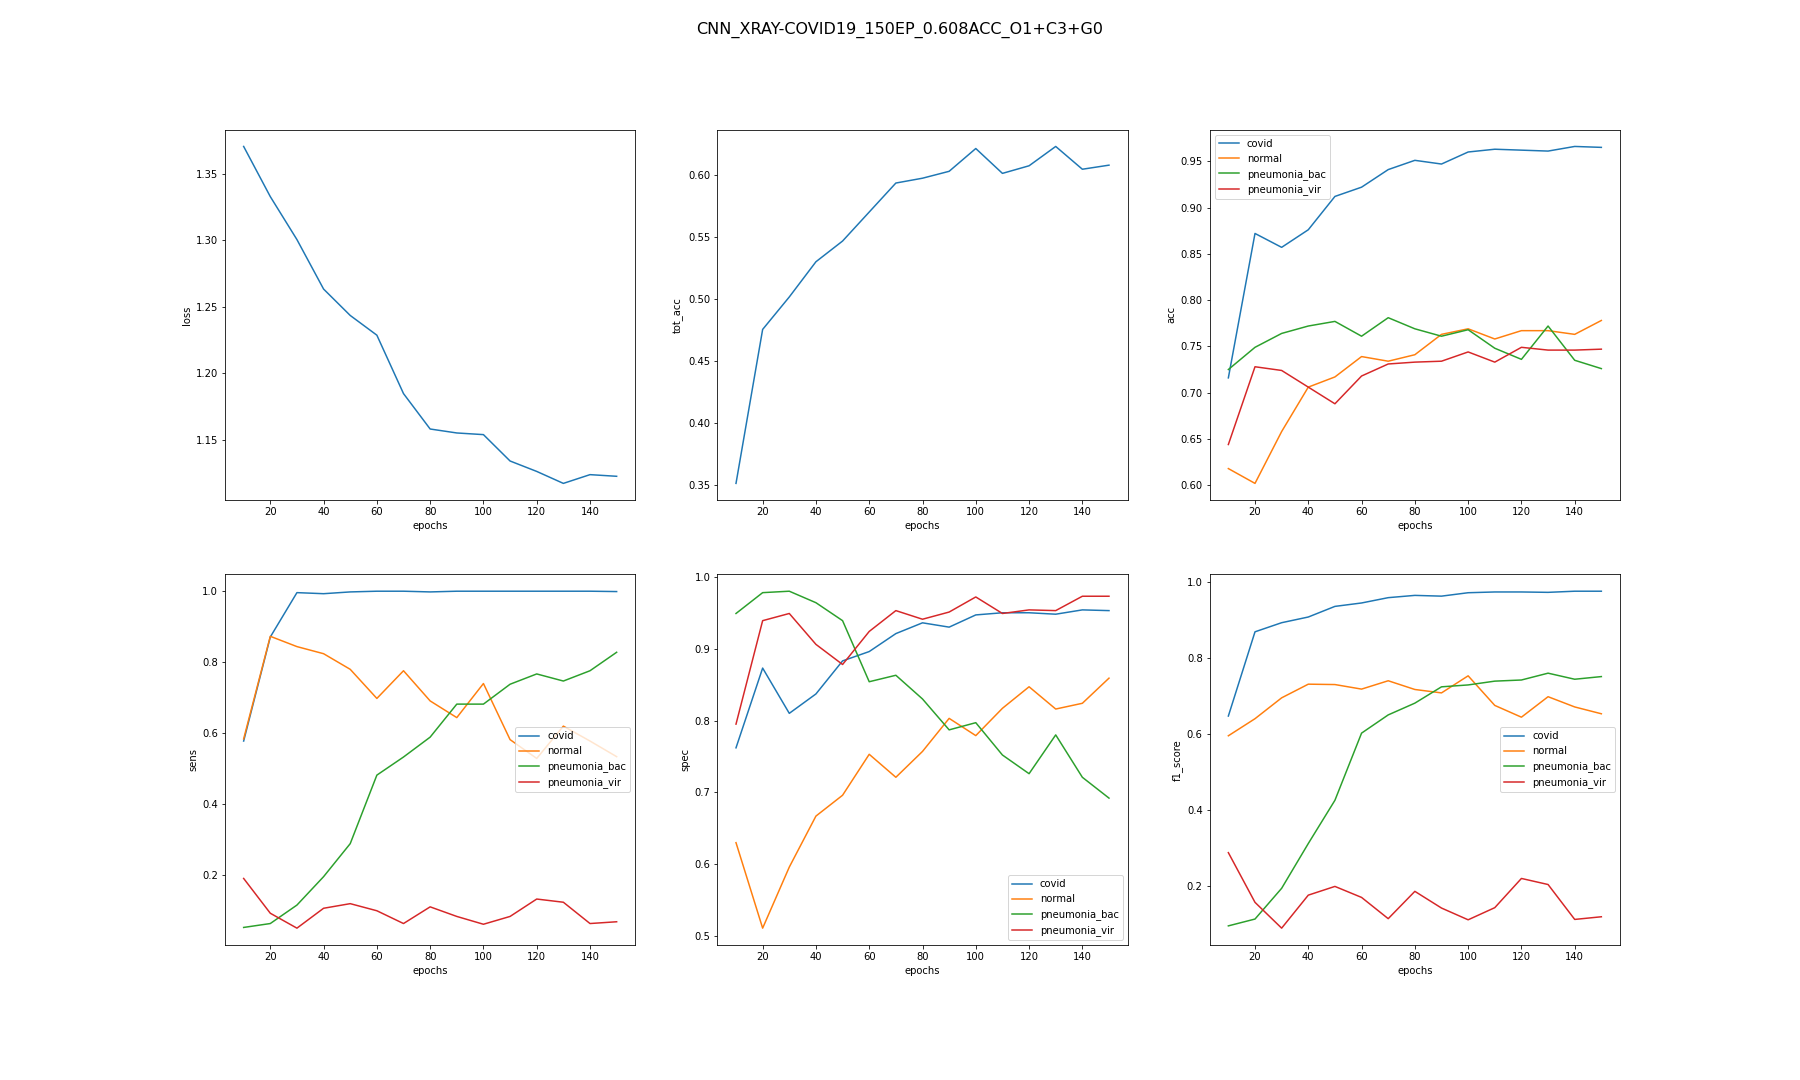 CNN_XRAY-COVID19_150EP_0.608ACC_O1+C3+G0
1.35
1.30
1.25
1.20
1.15
loss
20 40 60 80 100 120 140
epochs
0.60
0.55
0.50
0.45
0.40
0.35
tot_acc
20 40 60 80 100 120 140
epochs
covid
normal
pneumonia_bac
pneumonia_vir
0.95
0.90
0.85
0.80
0.75
0.70
0.65
0.60
acc
20 40 60 80 100 120 140
epochs
1.0
0.8
0.6
0.4
0.2
sens
covid
normal
pneumonia_bac
pneumonia_vir
20 40 60 80 100 120 140
epochs
1.0
0.9
0.8
0.7
0.6
0.5
spec
covid
normal
pneumonia_bac
pneumonia_vir
20 40 60 80 100 120 140
epochs
1.0
0.8
0.6
0.4
0.2
f1_score
covid
normal
pneumonia_bac
pneumonia_vir
20 40 60 80 100 120 140
epochs